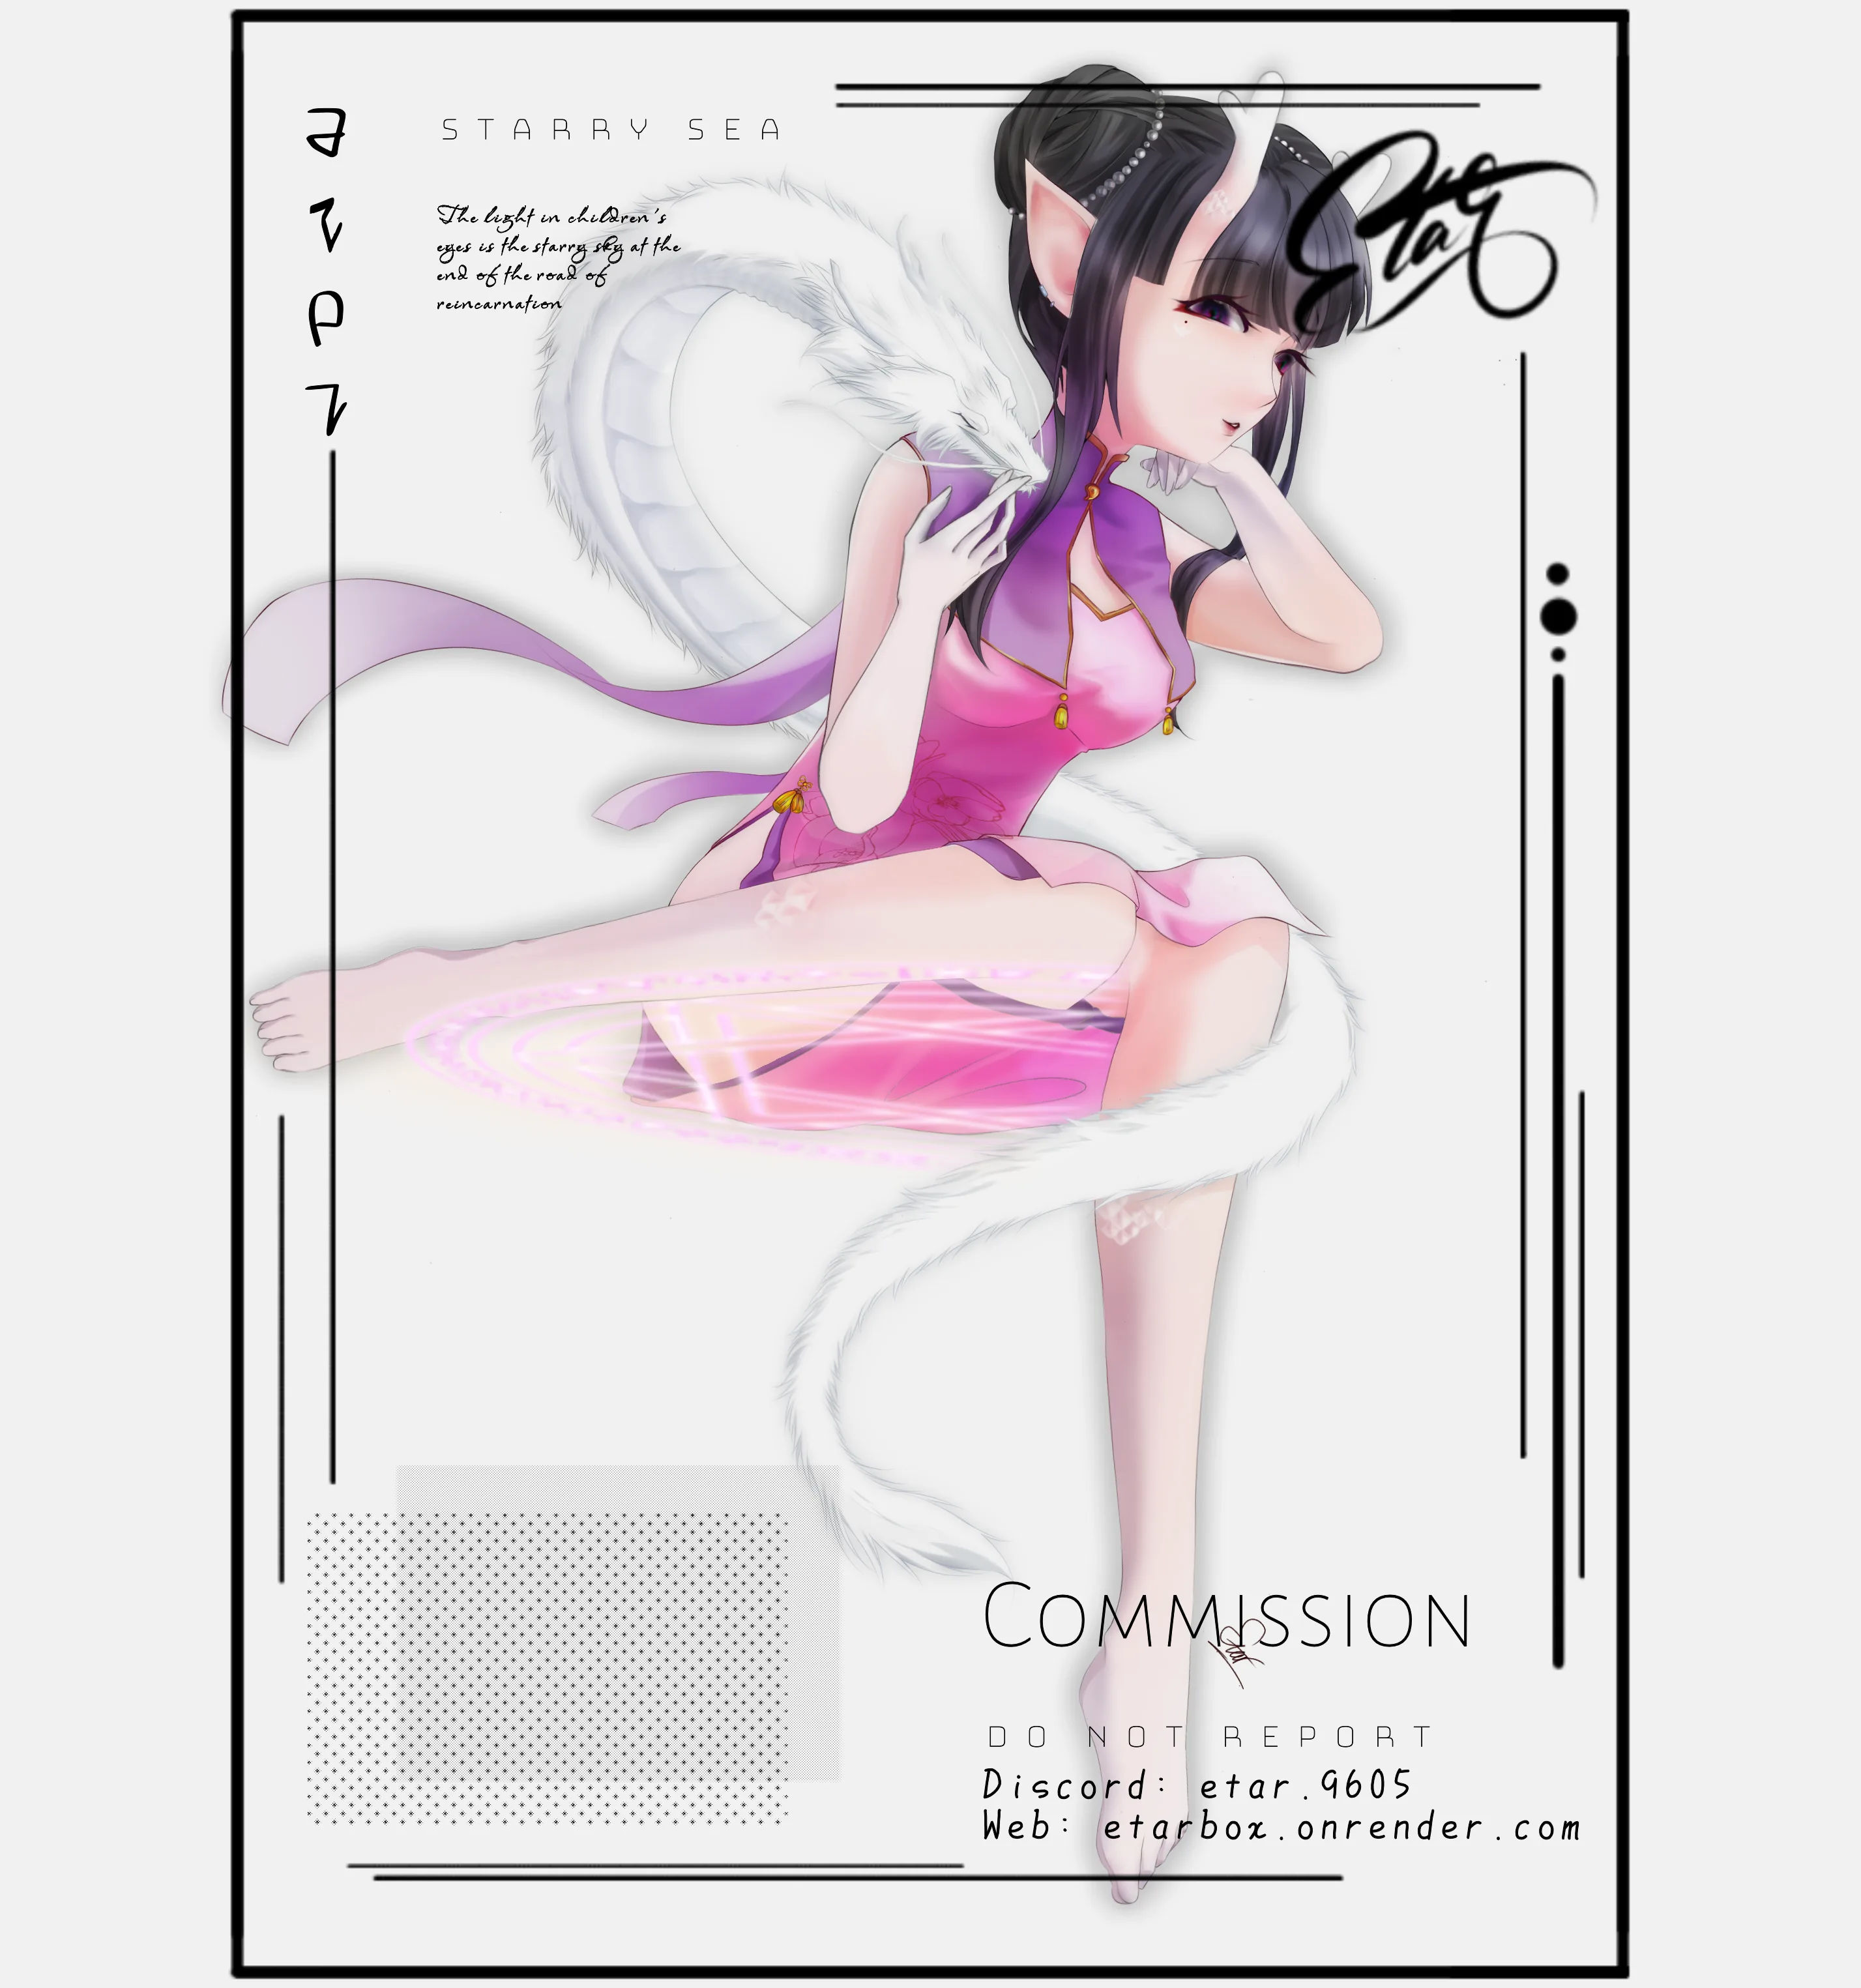 STARRY SEA
The light in children's
eyes is the starry sky at the
end of the road of
reincarnation
Etar
COMMISSION
Etar
DO NOT REPORT
Discord: etar.9605
Web: etarbox.onrender.com